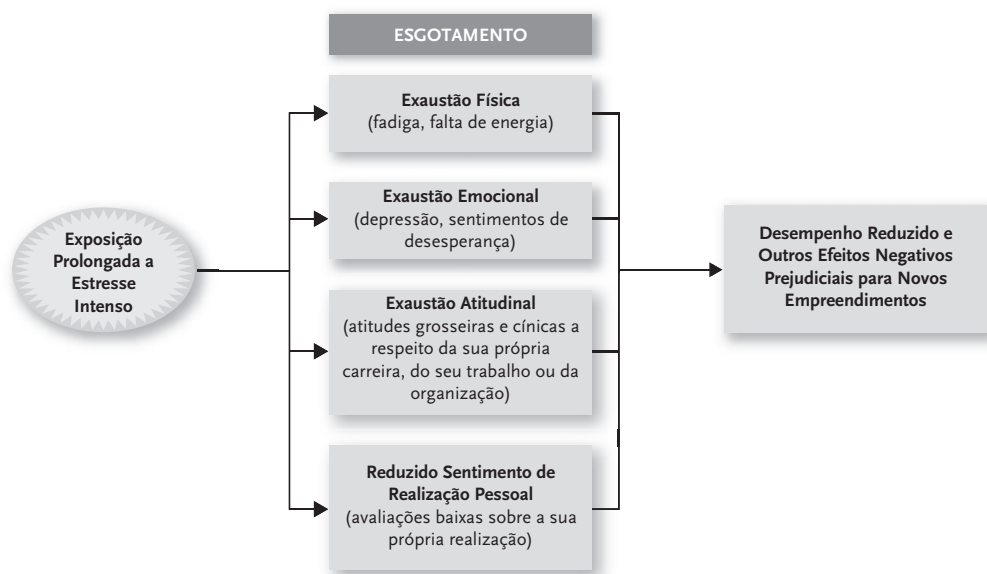 ESGOTAMENTO
Exaustão Física
(fadiga, falta de energia)
Exaustão Emocional
(depressão, sentimentos de
desesperança)
Exposição
Prolongada a
Estresse
Intenso
Exaustão Atitudinal
(atitudes grosseiras e cínicas a
respeito da sua própria
carreira, do seu trabalho ou da
organização)
Reduzido Sentimento de
Realização Pessoal
(avaliações baixas sobre a sua
própria realização)
Desempenho Reduzido e
Outros Efeitos Negativos
Prejudiciais para Novos
Empreendimentos